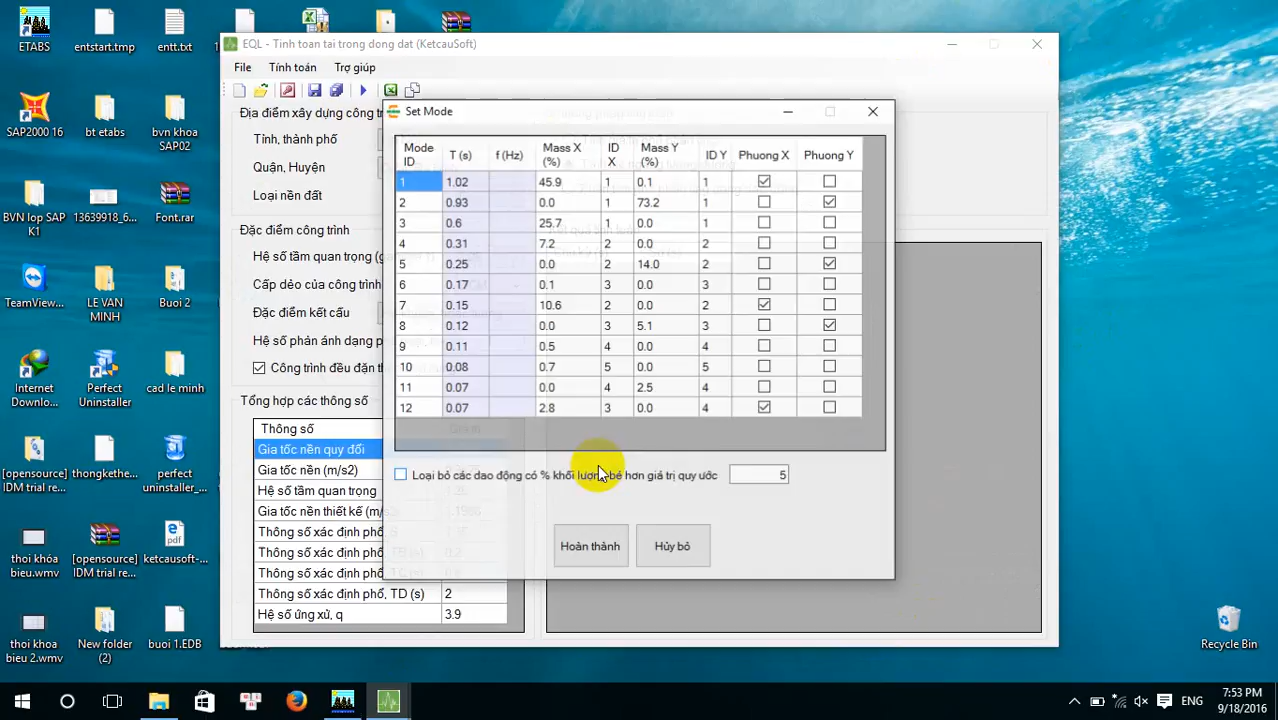 ETABS
entstart.tmp
entt.txt
SAP2000 16
bt etabs
bvn khoa SAP02
BVN lop SAP K1
13639918_6...
Font.rar
TeamView...
LE VAN MINH
Buoi 2
Internet Downlo...
Perfect Uninstaller
cad le minh
[opensource] IDM trial re...
thongkethe...
perfect uninstaller_...
thoi khóa bieu.wmv
[opensource] IDM trial re...
ketcausoft-...
thoi khoa bieu 2.wmv
New folder (2)
buoi 1.EDB
EQL - Tinh toan tai trong dong dat (KetcauSoft)
File Tính toán Trợ giúp
Địa điểm xây dựng công tr
Tỉnh, thành phố
Quận, Huyện
Loại nền đất
Đặc điểm công trình
Hệ số tầm quan trọng (ga
Cấp dẻo của công trình
Đặc điểm kết cấu
Hệ số phản ánh dạng p
Công trình đều đặn th
Tổng hợp các thông số
Thông số
Gia tốc nền quy đổi
Gia tốc nền (m/s2)
Hệ số tầm quan trọng
Gia tốc nền thiết kế (m/s
Thông số xác định phổ, S
Thông số xác định phổ, TB (s) 0.2
Thông số xác định phổ, TC (s)
Thông số xác định phổ, TD (s) 2
Hệ số ứng xử, q 3.9
Set Mode
Mode ID T (s) f (Hz) Mass X (%) ID X Mass Y (%) ID Y Phuong X Phuong Y
1 1.02 45.9 1 0.1 1
2 0.93 0.0 1 73.2 1
3 0.6 25.7 1 0.0 1
4 0.31 7.2 2 0.0 2
5 0.25 0.0 2 14.0 2
6 0.17 0.1 3 0.0 3
7 0.15 10.6 2 0.0 2
8 0.12 0.0 3 5.1 3
9 0.11 0.5 4 0.0 4
10 0.08 0.7 5 0.0 5
11 0.07 0.0 4 2.5 4
12 0.07 2.8 3 0.0 4
Loại bỏ các dao động có % khối lượng bé hơn giá trị quy ước 5
Hoàn thành Hủy bỏ
Recycle Bin
ENG
7:53 PM
9/18/2016